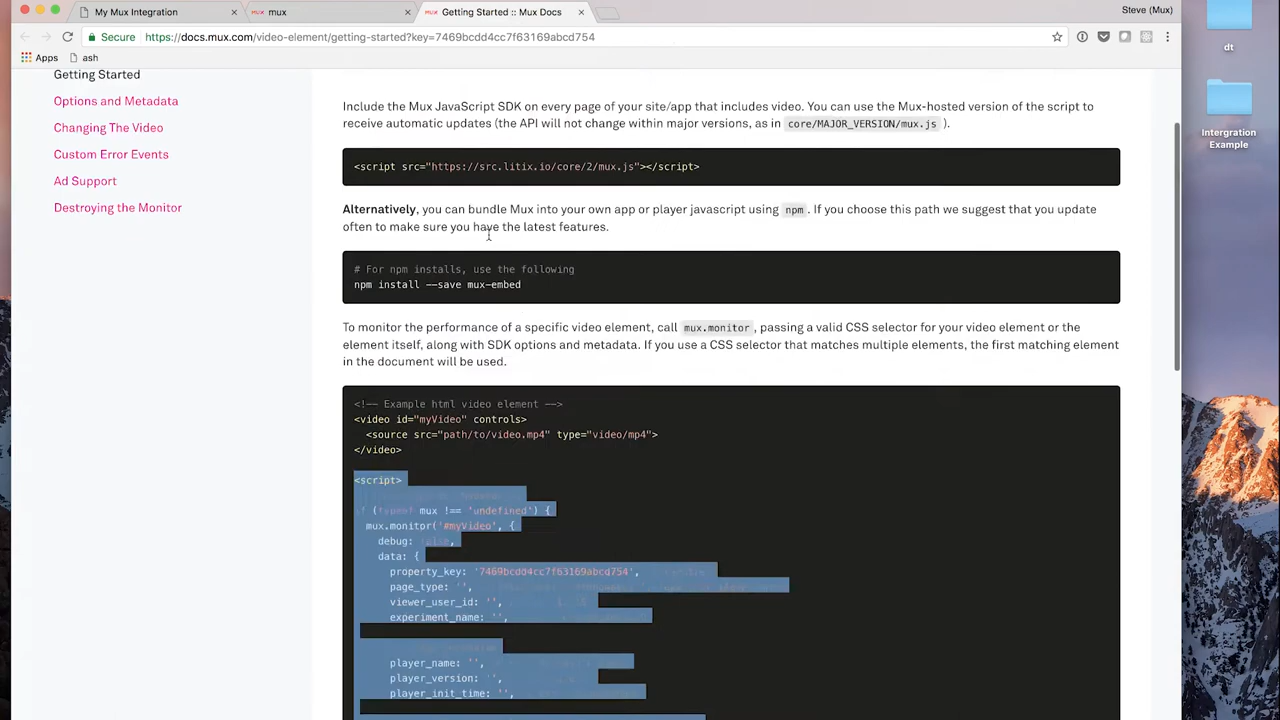 My Mux Integration
mux
Getting Started :: Mux Docs
Steve (Mux)
Secure
https://docs.mux.com/video-element/getting-started?key=7469bcdd4cc7f63169abcd754
Apps
ash
dt
Intergration
Example
Getting Started
Options and Metadata
Changing The Video
Custom Error Events
Ad Support
Destroying the Monitor
Include the Mux JavaScript SDK on every page of your site/app that includes video. You can use the Mux-hosted version of the script to
receive automatic updates (the API will not change within major versions, as in core/MAJOR_VERSION/mux.js ).
<script src="https://src.litix.io/core/2/mux.js"></script>
Alternatively, you can bundle Mux into your own app or player javascript using npm . If you choose this path we suggest that you update
often to make sure you have the latest features.
# For npm installs, use the following
npm install --save mux-embed
To monitor the performance of a specific video element, call mux.monitor , passing a valid CSS selector for your video element or the
element itself, along with SDK options and metadata. If you use a CSS selector that matches multiple elements, the first matching element
in the document will be used.
<!-- Example html video element -->
<video id="myVideo" controls>
<source src="path/to/video.mp4" type="video/mp4">
</video>
<script>
if (typeof mux !== 'undefined') {
mux.monitor('#myVideo', {
debug: false,
data: {
property_key: '7469bcdd4cc7f63169abcd754',
page_type: '',
viewer_user_id: '',
experiment_name: '',
player_name: '',
player_version: '',
player_init_time: '',